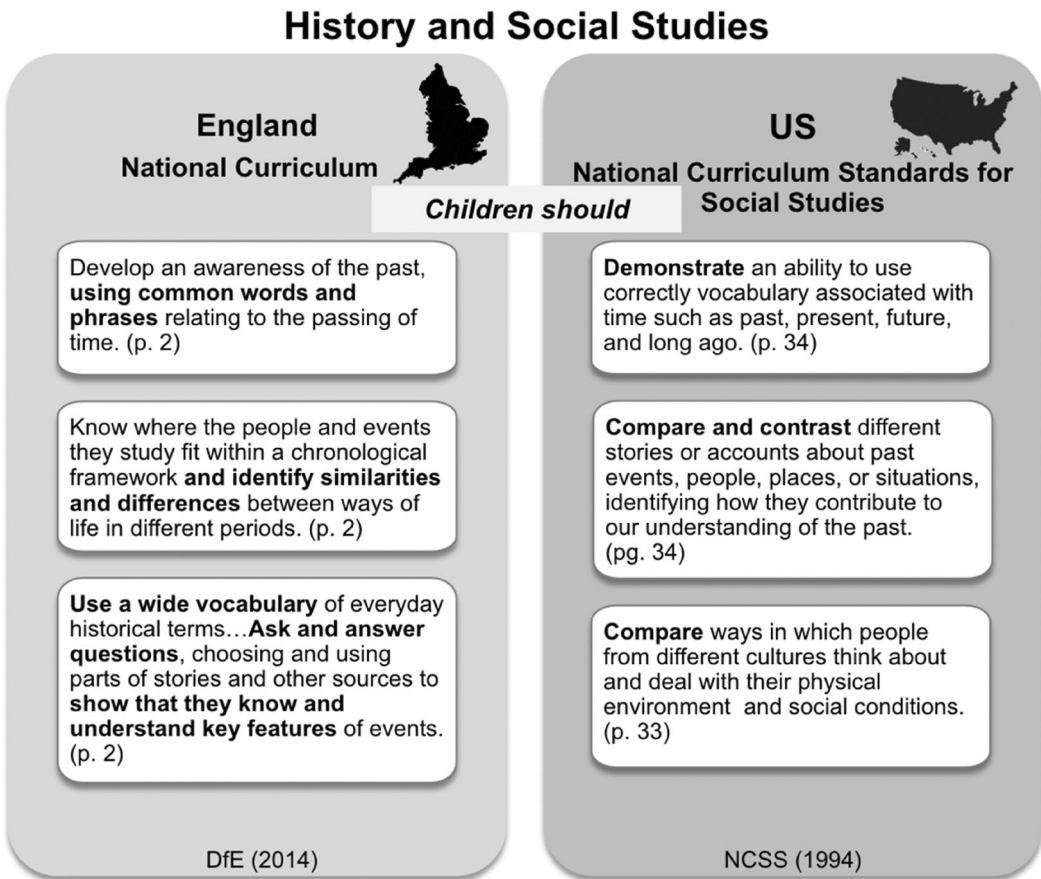 History and Social Studies
England
National Curriculum
US
National Curriculum Standards for
Social Studies
Children should
Develop an awareness of the past,
using common words and
phrases relating to the passing of
time. (p. 2)
Know where the people and events
they study fit within a chronological
framework and identify similarities
and differences between ways of
life in different periods. (p. 2)
Use a wide vocabulary of everyday
historical terms…Ask and answer
questions, choosing and using
parts of stories and other sources to
show that they know and
understand key features of events.
(p. 2)
DfE (2014)
Demonstrate an ability to use
correctly vocabulary associated with
time such as past, present, future,
and long ago. (p. 34)
Compare and contrast different
stories or accounts about past
events, people, places, or situations,
identifying how they contribute to
our understanding of the past.
(pg. 34)
Compare ways in which people
from different cultures think about
and deal with their physical
environment  and social conditions.
(p. 33)
NCSS (1994)